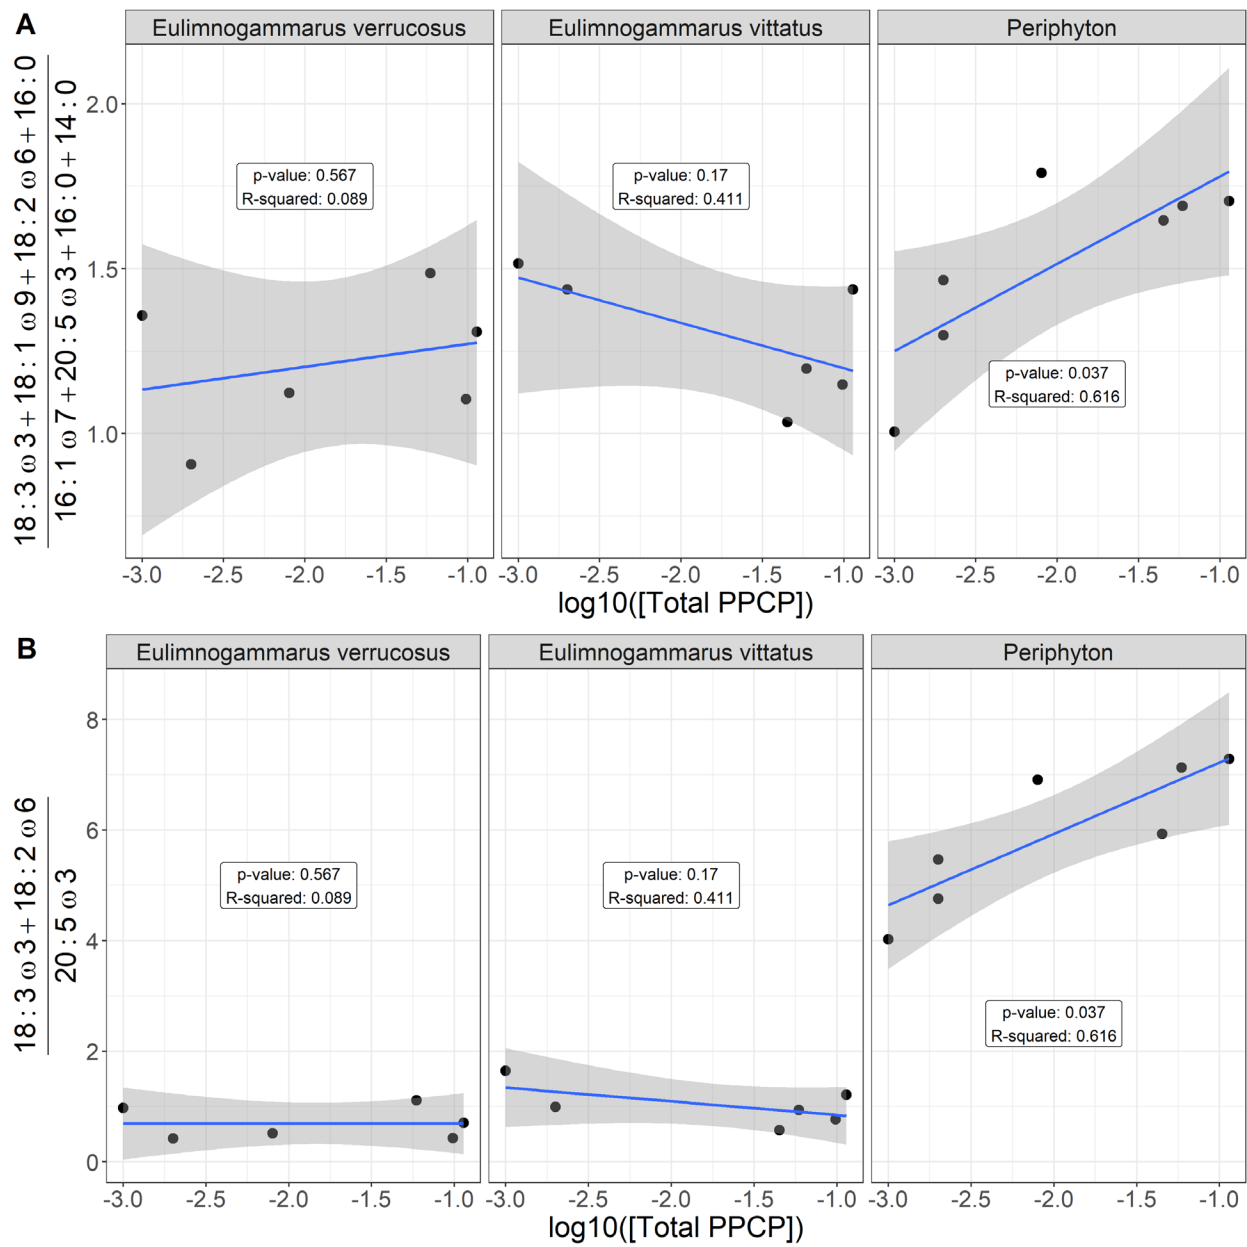 A
Eulimnogammarus verrucosus
Eulimnogammarus vittatus
Periphyton
18:3ω3+18:1ω9+18:2ω6+16:0
16:1ω7+20:5ω3+16:0+14:0
2.0
1.5
1.0
p-value: 0.567
R-squared: 0.089
p-value: 0.17
R-squared: 0.411
p-value: 0.037
R-squared: 0.616
-3.0 -2.5 -2.0 -1.5 -1.0
-3.0 -2.5 -2.0 -1.5 -1.0
-3.0 -2.5 -2.0 -1.5 -1.0
log10([Total PPCP])
B
Eulimnogammarus verrucosus
Eulimnogammarus vittatus
Periphyton
18:3ω3+18:2ω6
20:5ω3
8
6
4
2
0
p-value: 0.567
R-squared: 0.089
p-value: 0.17
R-squared: 0.411
p-value: 0.037
R-squared: 0.616
-3.0 -2.5 -2.0 -1.5 -1.0
-3.0 -2.5 -2.0 -1.5 -1.0
-3.0 -2.5 -2.0 -1.5 -1.0
log10([Total PPCP])